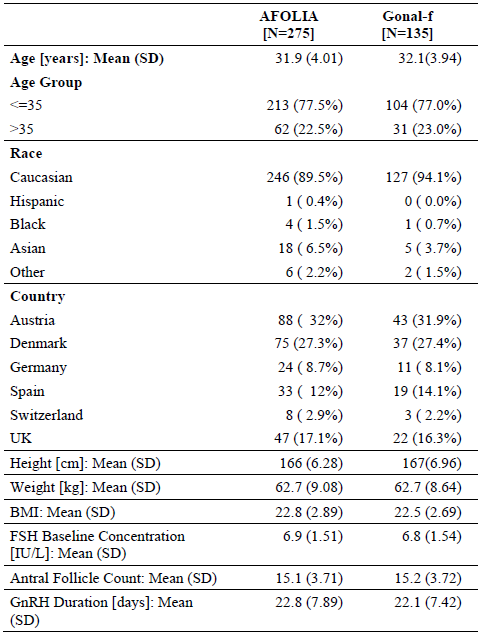 AFOLIA Gonal-f
[N=275] [N=135]
Age [years]: Mean (SD) 31.9 (4.01) 32.1(3.94)
Age Group
<=35 213 (77.5%) 104 (77.0%)
>35 62 (22.5%) 31 (23.0%)
Race
Caucasian 246 (89.5%) 127 (94.1%)
Hispanic 1 ( 0.4%) 0 ( 0.0%)
Black 4 ( 1.5%) 1 ( 0.7%)
Asian 18 ( 6.5%) 5 ( 3.7%)
Other 6 ( 2.2%) 2 ( 1.5%)
Country
Austria 88 ( 32%) 43 (31.9%)
Denmark 75 (27.3%) 37 (27.4%)
Germany 24 ( 8.7%) 11 ( 8.1%)
Spain 33 ( 12%) 19 (14.1%)
Switzerland 8 ( 2.9%) 3 ( 2.2%)
UK 47 (17.1%) 22 (16.3%)
Height [cm]: Mean (SD) 166 (6.28) 167(6.96)
Weight [kg]: Mean (SD) 62.7 (9.08) 62.7 (8.64)
BMI: Mean (SD) 22.8 (2.89) 22.5 (2.69)
FSH Baseline Concentration 6.9 (1.51) 6.8 (1.54)
[IU/L]: Mean (SD)
Antral Follicle Count: Mean (SD) 15.1 (3.71) 15.2 (3.72)
GnRH Duration [days]: Mean 22.8 (7.89) 22.1 (7.42)
(SD)